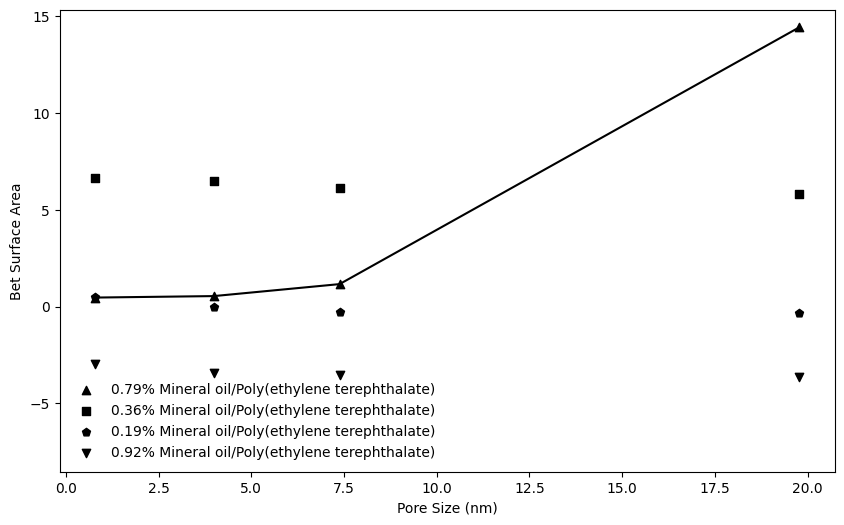 15
10
5
0
−5
Bet Surface Area
0.79% Mineral oil/Poly(ethylene terephthalate)
0.36% Mineral oil/Poly(ethylene terephthalate)
0.19% Mineral oil/Poly(ethylene terephthalate)
0.92% Mineral oil/Poly(ethylene terephthalate)
0.0 2.5 5.0 7.5 10.0 12.5 15.0 17.5 20.0
Pore Size (nm)